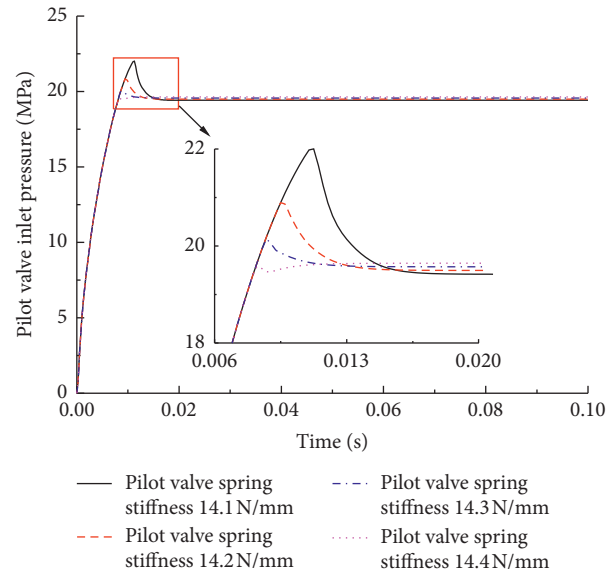 Pilot valve inlet pressure (MPa)
25
20
15
10
5
0
22
20
18
0.006
0.013
0.020
0.00
0.02
0.04
0.06
0.08
0.10
Time (s)
Pilot valve spring
stiffness 14.1 N/mm
Pilot valve spring
stiffness 14.2 N/mm
Pilot valve spring
stiffness 14.3 N/mm
Pilot valve spring
stiffness 14.4 N/mm